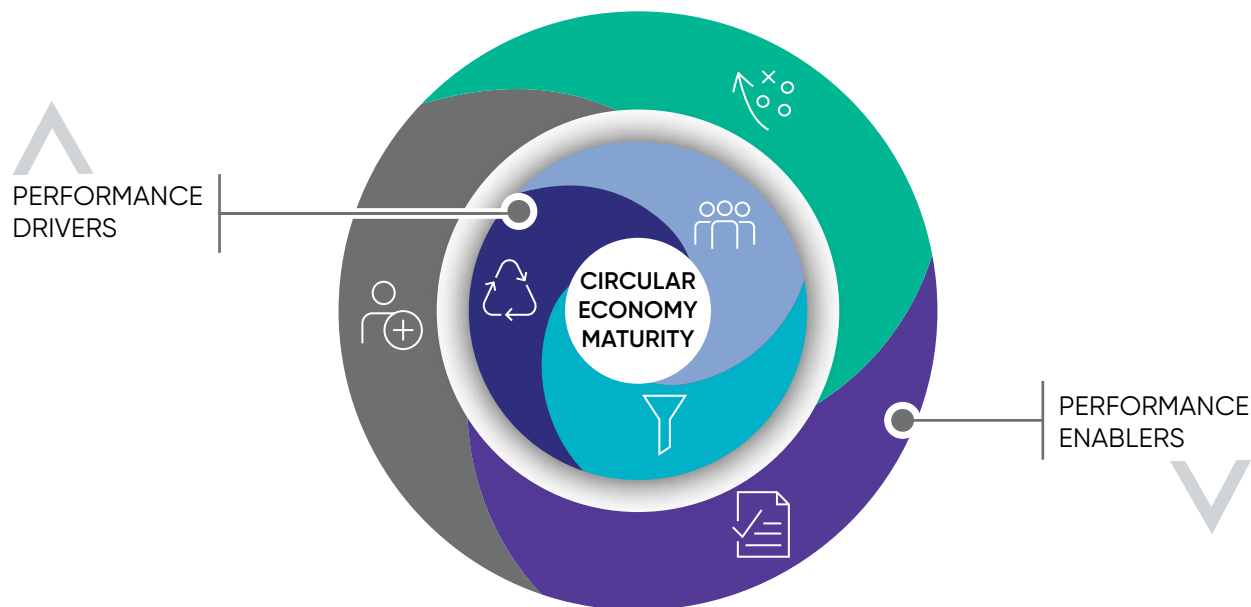 PERFORMANCE
DRIVERS
CIRCULAR
ECONOMY
MATURITY
PERFORMANCE
ENABLERS